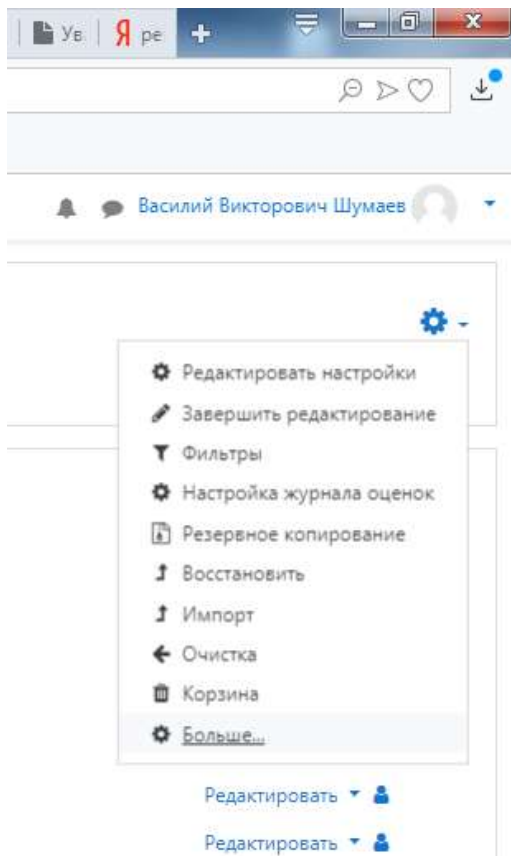 Ув Я ре
Василий Викторович Шумаев
Редактировать настройки
Завершить редактирование
Фильтры
Настройка журнала оценок
Резервное копирование
Восстановить
Импорт
Очистка
Корзина
Больше...
Редактировать
Редактировать